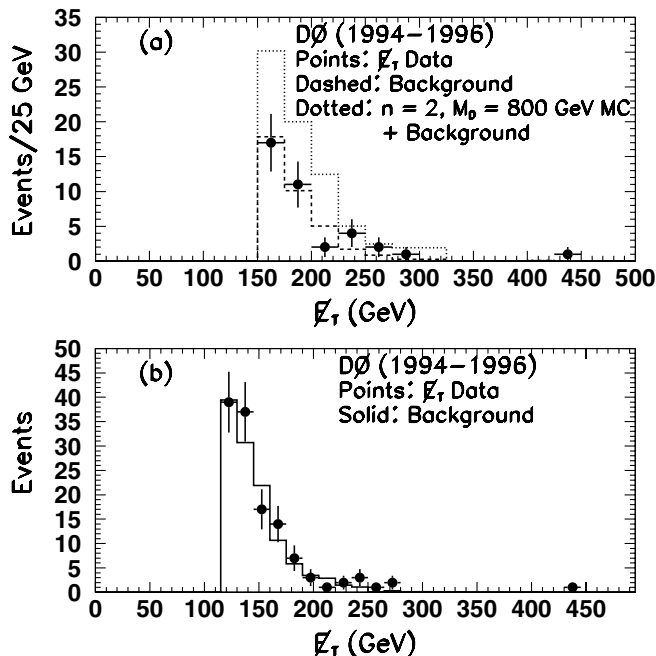 (a)
DØ (1994-1996)
Points: E̸T Data
Dashed: Background
Dotted: n = 2, MD = 800 GeV MC
+ Background
Events/25 GeV
35
30
25
20
15
10
5
0
0 50 100 150 200 250 300 350 400 450 500
E̸T (GeV)
(b)
DØ (1994-1996)
Points: E̸T Data
Solid: Background
Events
50
45
40
35
30
25
20
15
10
5
0
0 50 100 150 200 250 300 350 400 450
E̸T (GeV)